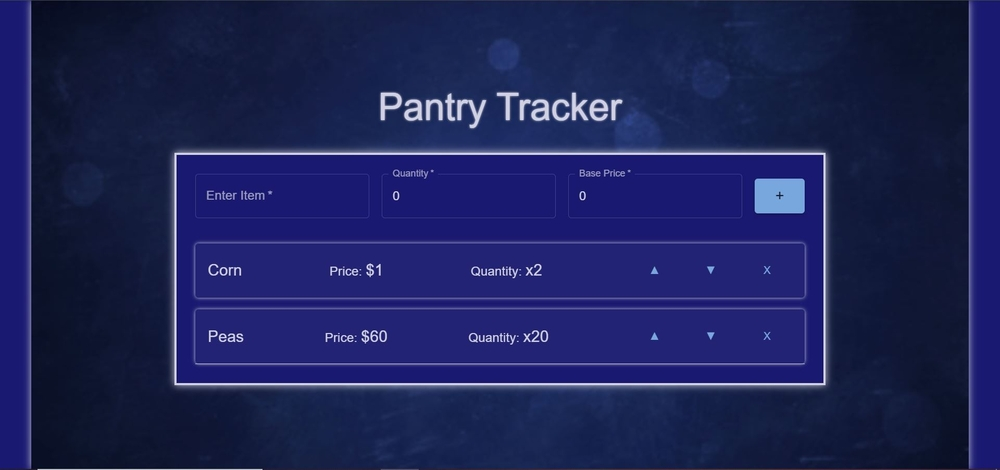 Pantry Tracker
Enter Item *
Quantity *
0
Base Price *
0
+
Corn Price: $1 Quantity: x2 ▲ ▼ X
Peas Price: $60 Quantity: x20 ▲ ▼ X